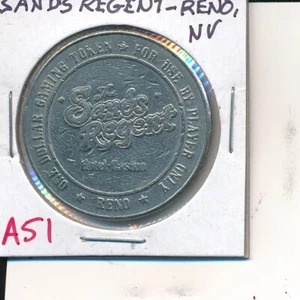 SANDS REGENT-RENO,
NV
ONE DOLLAR GAMING TOKEN ★ FOR USE BY PLAYER ONLY
★ RENO ★
The
Sands
Regent
Hotel-Casino
A51